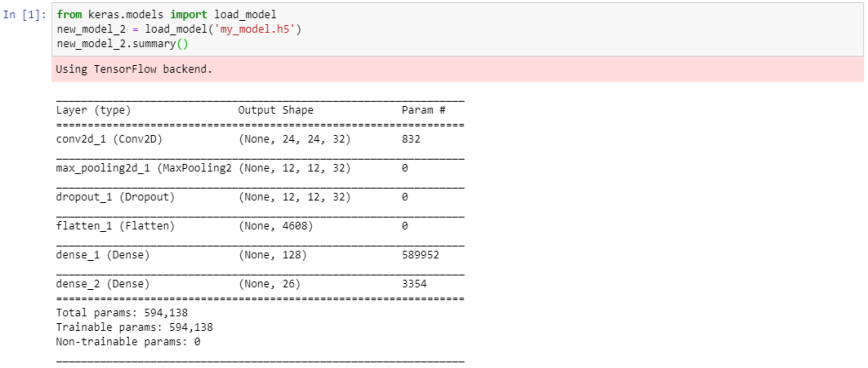 In [1]: from keras.models import load_model
new_model_2 = load_model('my_model.h5')
new_model_2.summary()
Using TensorFlow backend.
_________________________________________________________________
Layer (type)                 Output Shape              Param #
=================================================================
conv2d_1 (Conv2D)            (None, 24, 24, 32)        832
_________________________________________________________________
max_pooling2d_1 (MaxPooling2 (None, 12, 12, 32)        0
_________________________________________________________________
dropout_1 (Dropout)          (None, 12, 12, 32)        0
_________________________________________________________________
flatten_1 (Flatten)          (None, 4608)              0
_________________________________________________________________
dense_1 (Dense)              (None, 128)               589952
_________________________________________________________________
dense_2 (Dense)              (None, 26)                3354
=================================================================
Total params: 594,138
Trainable params: 594,138
Non-trainable params: 0
_________________________________________________________________